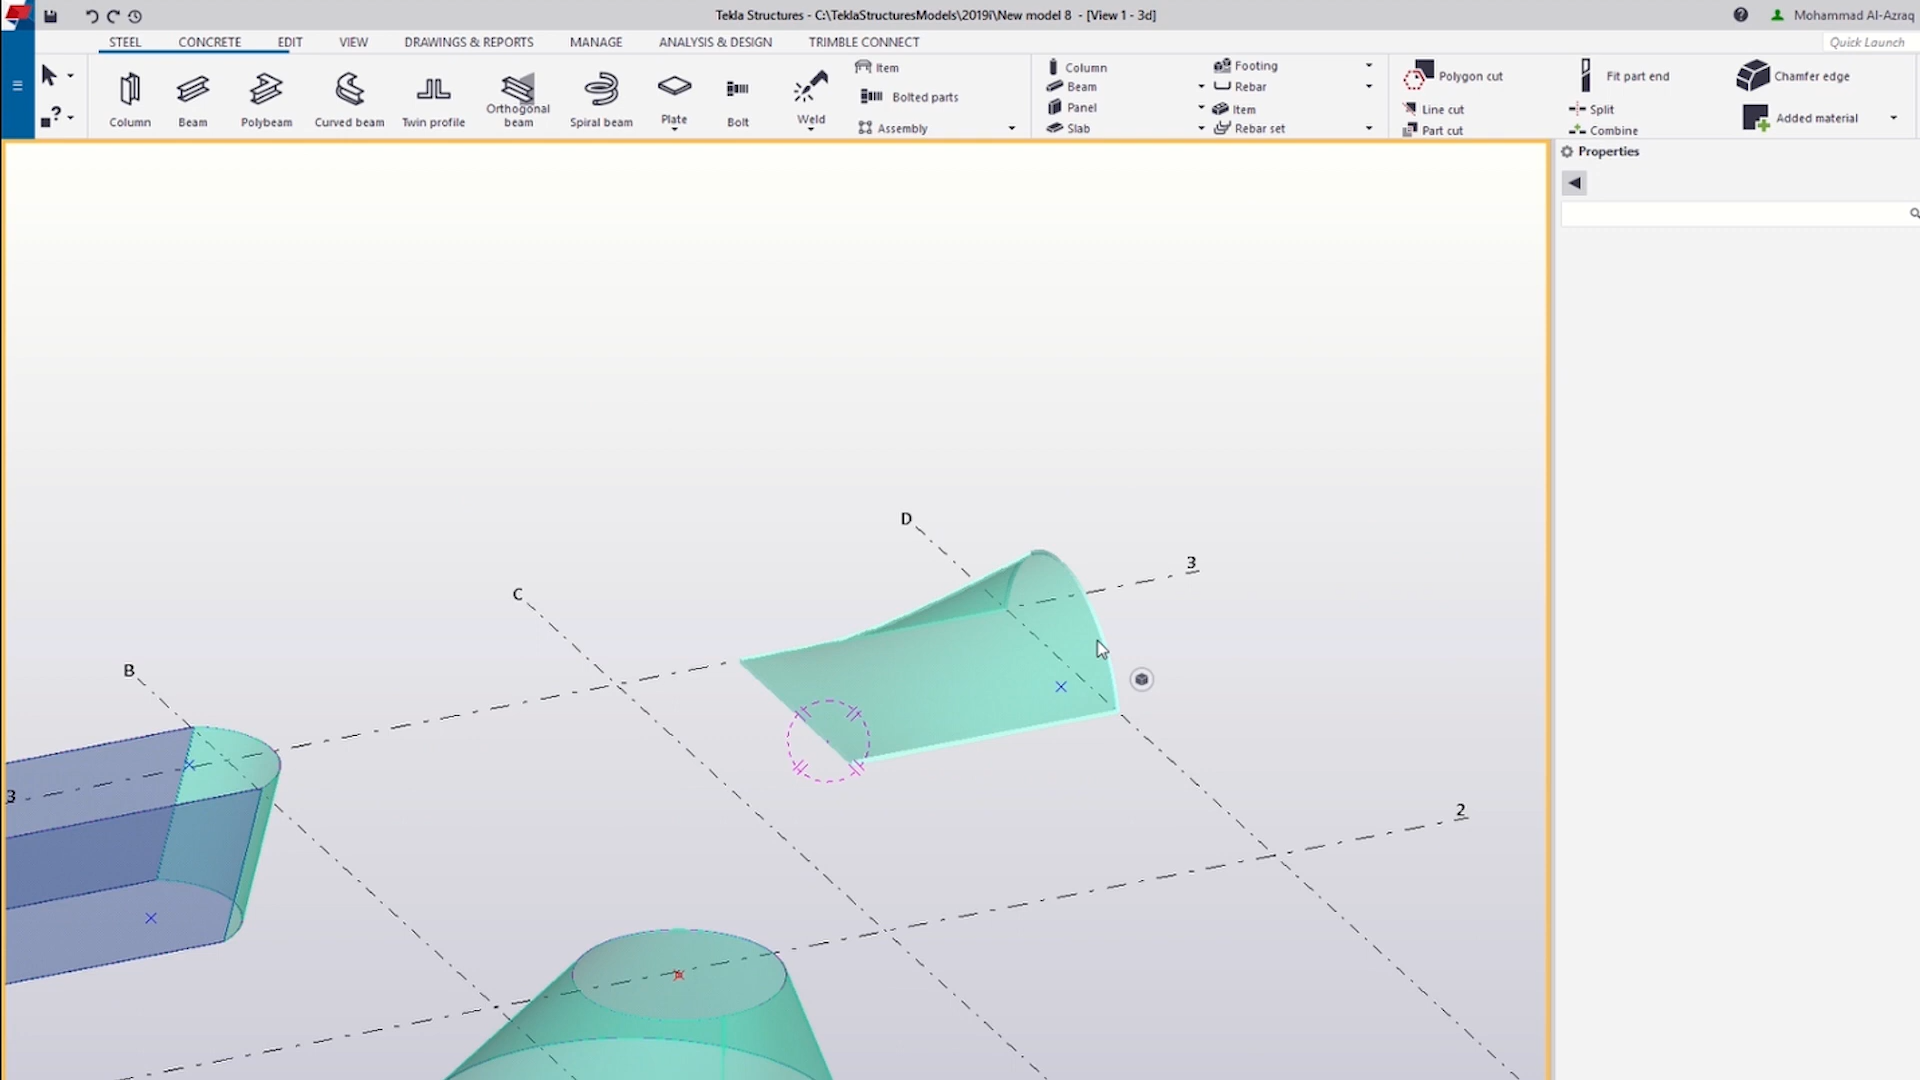 Tekla Structures - C:\TeklaStructuresModels\2019i\New model 8 - [View 1 - 3d]
Mohammad Al-Azraq
STEEL CONCRETE EDIT VIEW DRAWINGS & REPORTS MANAGE ANALYSIS & DESIGN TRIMBLE CONNECT
Quick Launch
Column
Beam
Polybeam
Curved beam
Twin profile
Orthogonal
beam
Spiral beam
Plate
Bolt
Weld
Item
Bolted parts
Assembly
Column
Beam
Panel
Slab
Footing
Rebar
Item
Rebar set
Polygon cut
Line cut
Part cut
Fit part end
Split
Combine
Chamfer edge
Added material
Properties
D
3
C
B
3
2